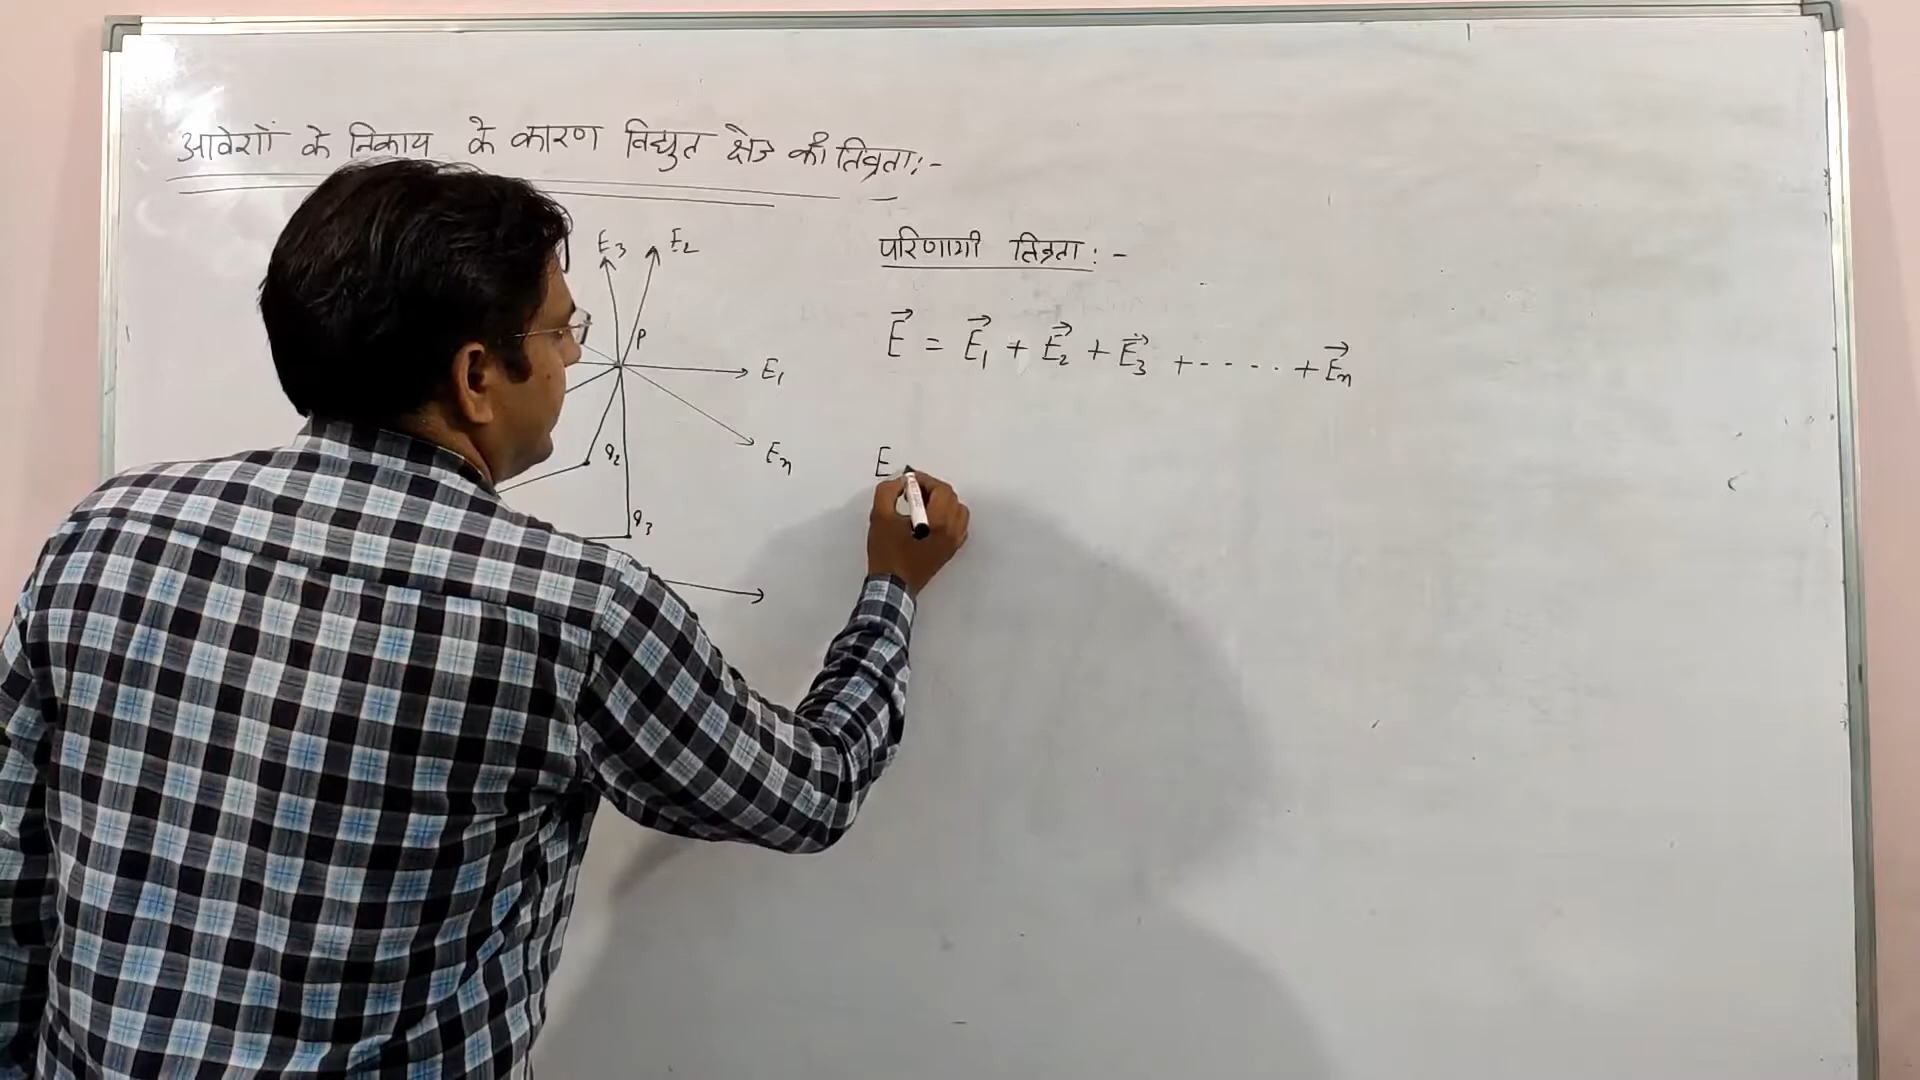 आवेशों के निकाय के कारण विद्युत क्षेत्र की तिव्रता:-
E₃ E₂
P
E₁
Eₙ
q₂
q₃
परिणामी तिव्रता:-
E⃗ = E⃗₁ + E⃗₂ + E⃗₃ + - - - - + E⃗ₙ
E